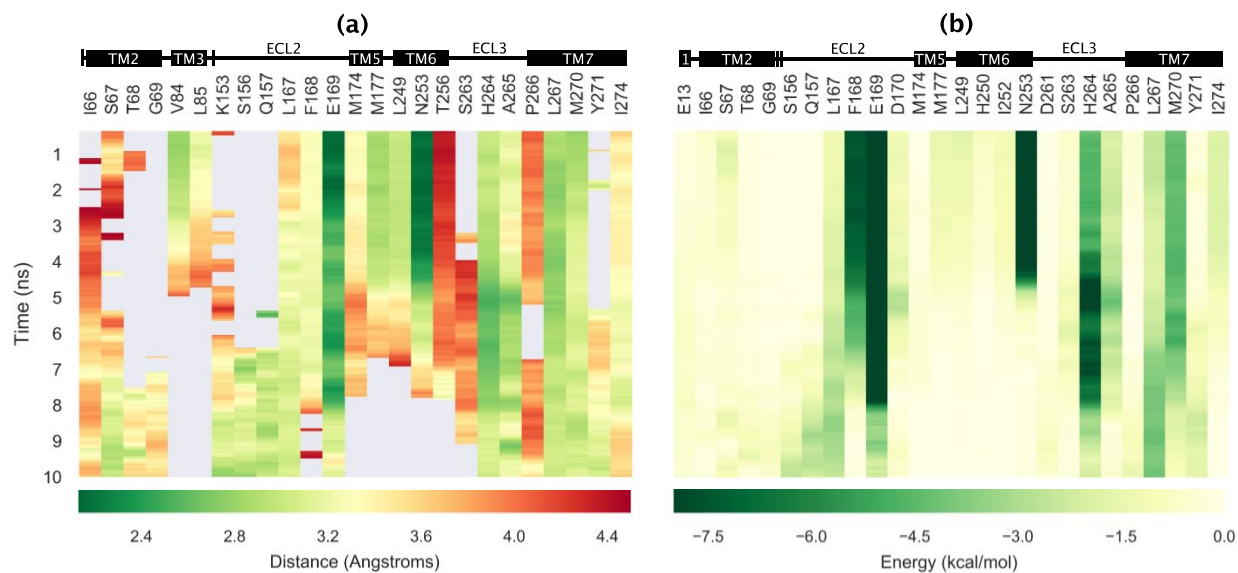 (a)
(b)
ECL2 ECL3
TM2 TM3 TM5 TM6 TM7
ECL2 ECL3
1 TM2 TM5 TM6 TM7
I66 S67 T68 G69 V84 L85 K153 S156 Q157 L167 F168 E169 M174 M177 L249 N253 T256 S263 H264 A265 P266 L267 M270 Y271 I274
E13 I66 S67 T68 G69 S156 Q157 L167 F168 E169 D170 M174 M177 L249 H250 I252 N253 D261 S263 H264 A265 P266 L267 M270 Y271 I274
Time (ns)
1
2
3
4
5
6
7
8
9
10
2.4 2.8 3.2 3.6 4.0 4.4
Distance (Angstroms)
−7.5 −6.0 −4.5 −3.0 −1.5 0.0
Energy (kcal/mol)